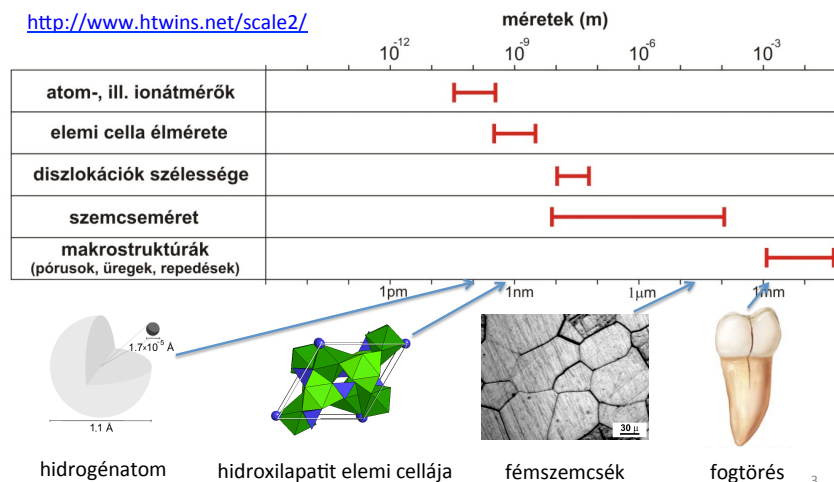 http://www.htwins.net/scale2/
méretek (m)
10-12
10-9
10-6
10-3
atom-, ill. ionátmérők
elemi cella élmérete
diszlokációk szélessége
szemcseméret
makrostruktúrák
(pórusok, üregek, repedések)
1pm
1nm
1μm
1mm
1.7×10-5 Å
1.1 Å
30 μ
hidrogénatom
hidroxilapatit elemi cellája
fémszemcsék
fogtörés
3